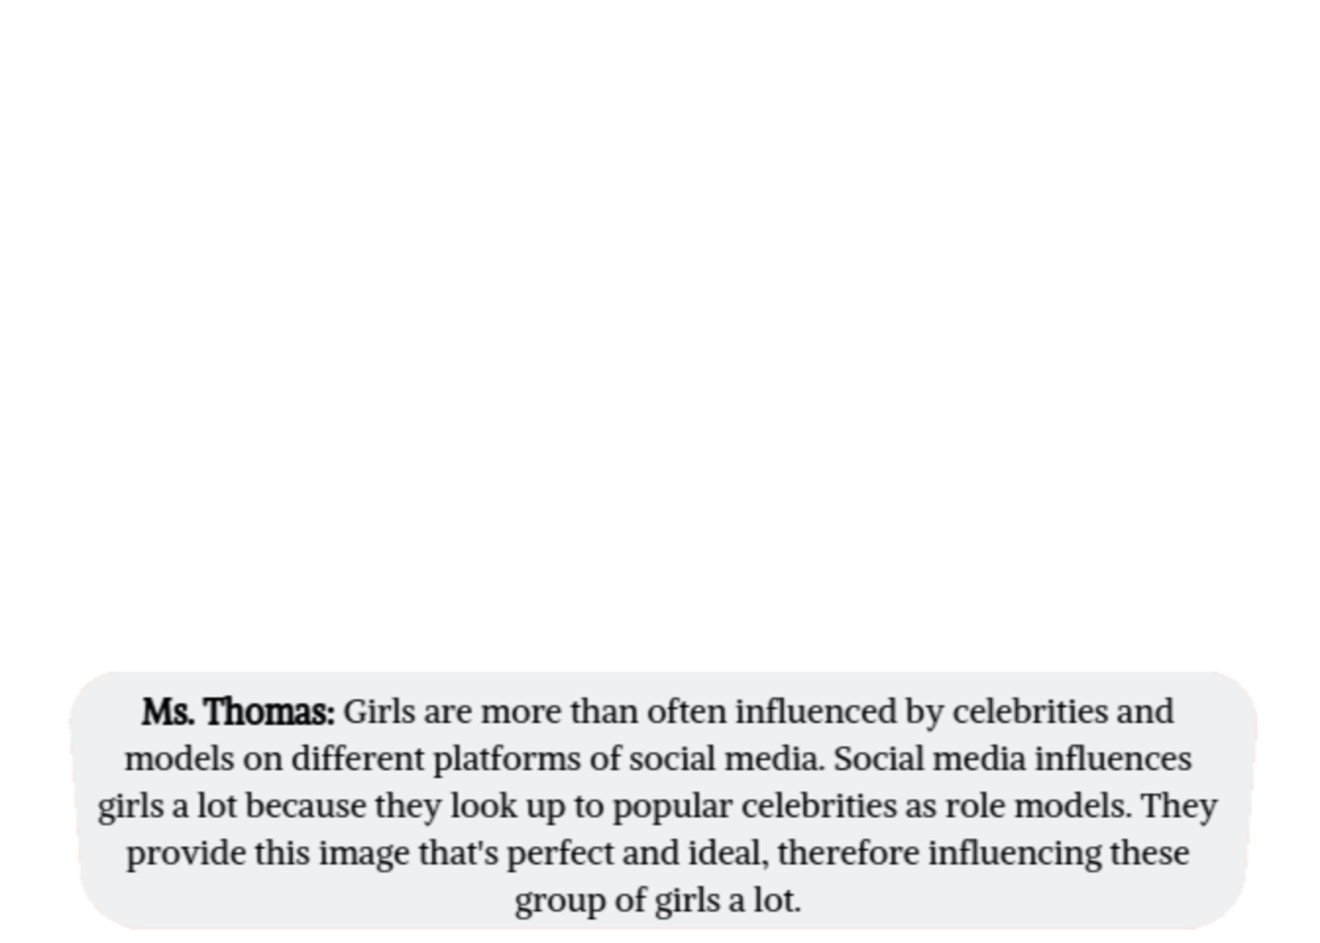 Ms. Thomas: Girls are more than often influenced by celebrities and
models on different platforms of social media. Social media influences
girls a lot because they look up to popular celebrities as role models. They
provide this image that's perfect and ideal, therefore influencing these
group of girls a lot.